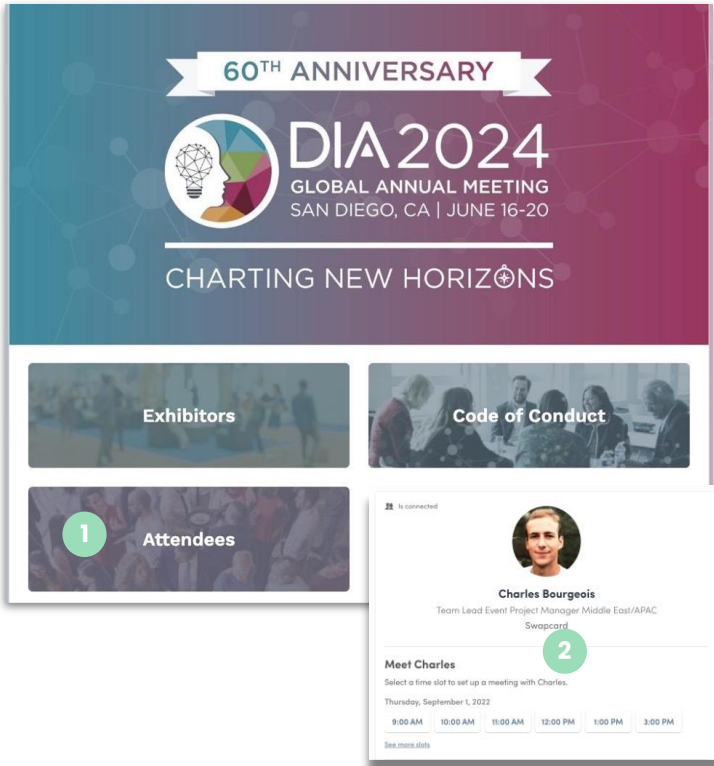 60TH ANNIVERSARY
DIA 2024
GLOBAL ANNUAL MEETING
SAN DIEGO, CA | JUNE 16-20
CHARTING NEW HORIZONS
Exhibitors
Code of Conduct
1
Attendees
Is connected
Charles Bourgeois
Team Lead Event Project Manager Middle East/APAC
Swapcard
2
Meet Charles
Select a time slot to set up a meeting with Charles.
Thursday, September 1, 2022
9:00 AM 10:00 AM 11:00 AM 12:00 PM 1:00 PM 3:00 PM
See more slots